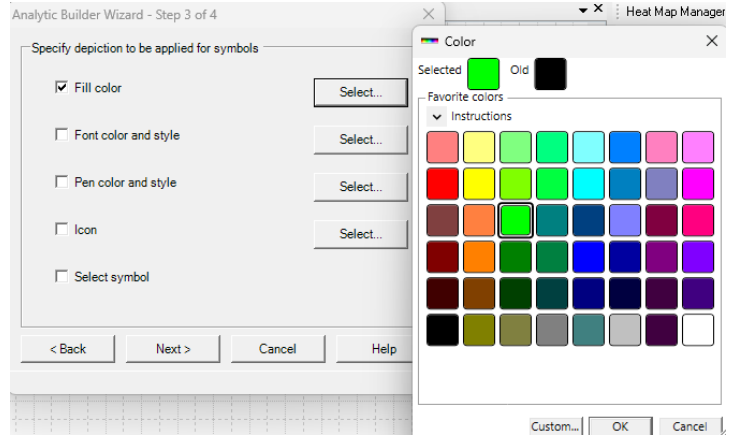 Analytic Builder Wizard - Step 3 of 4
Heat Map Manager
Specify depiction to be applied for symbols
Fill color
Select...
Font color and style
Select...
Pen color and style
Select...
Icon
Select...
Select symbol
< Back
Next >
Cancel
Help
Color
Selected
Old
Favorite colors
Instructions
Custom...
OK
Cancel